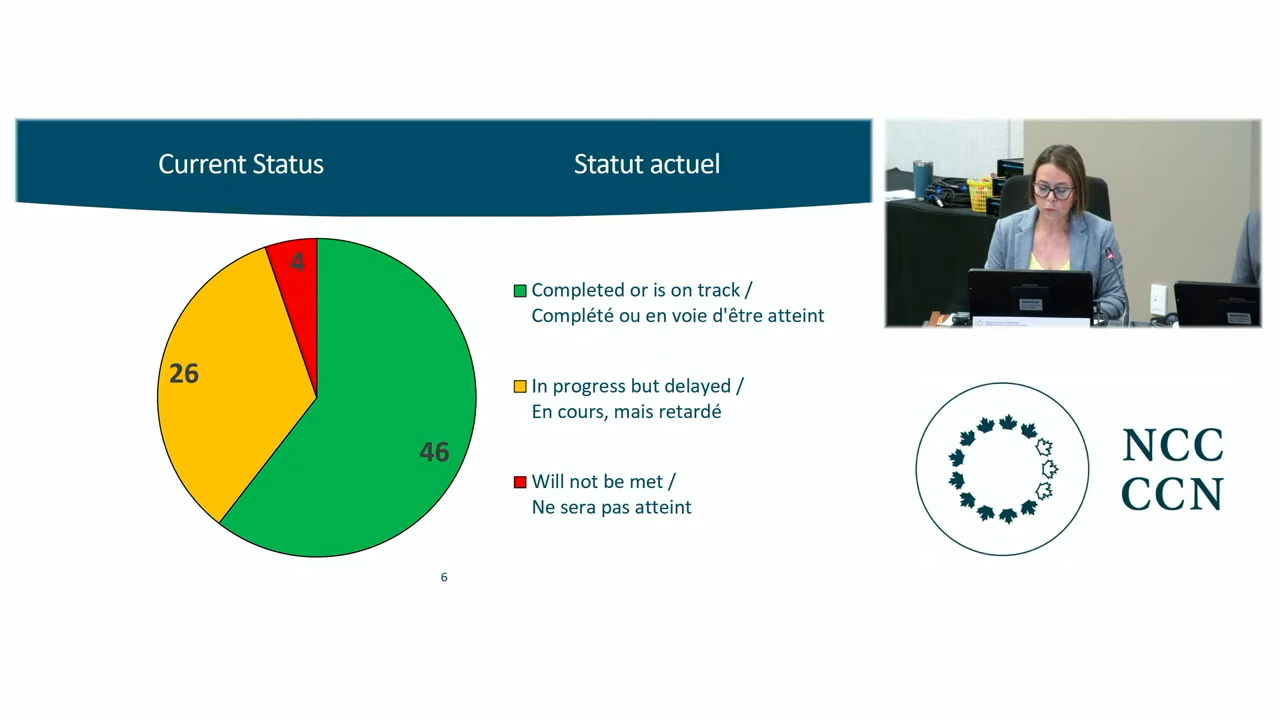 Current Status
Statut actuel
4
26
46
Completed or is on track /
Complété ou en voie d'être atteint
In progress but delayed /
En cours, mais retardé
Will not be met /
Ne sera pas atteint
6
NCC
CCN